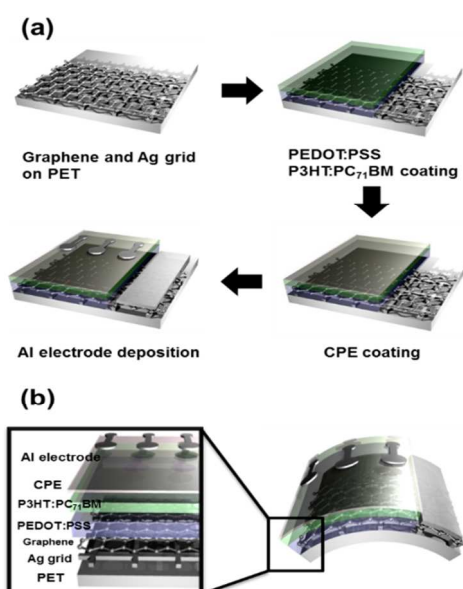 (a)
Graphene and Ag grid
on PET
PEDOT:PSS
P3HT:PC₇₁BM coating
Al electrode deposition
CPE coating
(b)
Al electrode
CPE
P3HT:PC₇₁BM
PEDOT:PSS
Graphene
Ag grid
PET